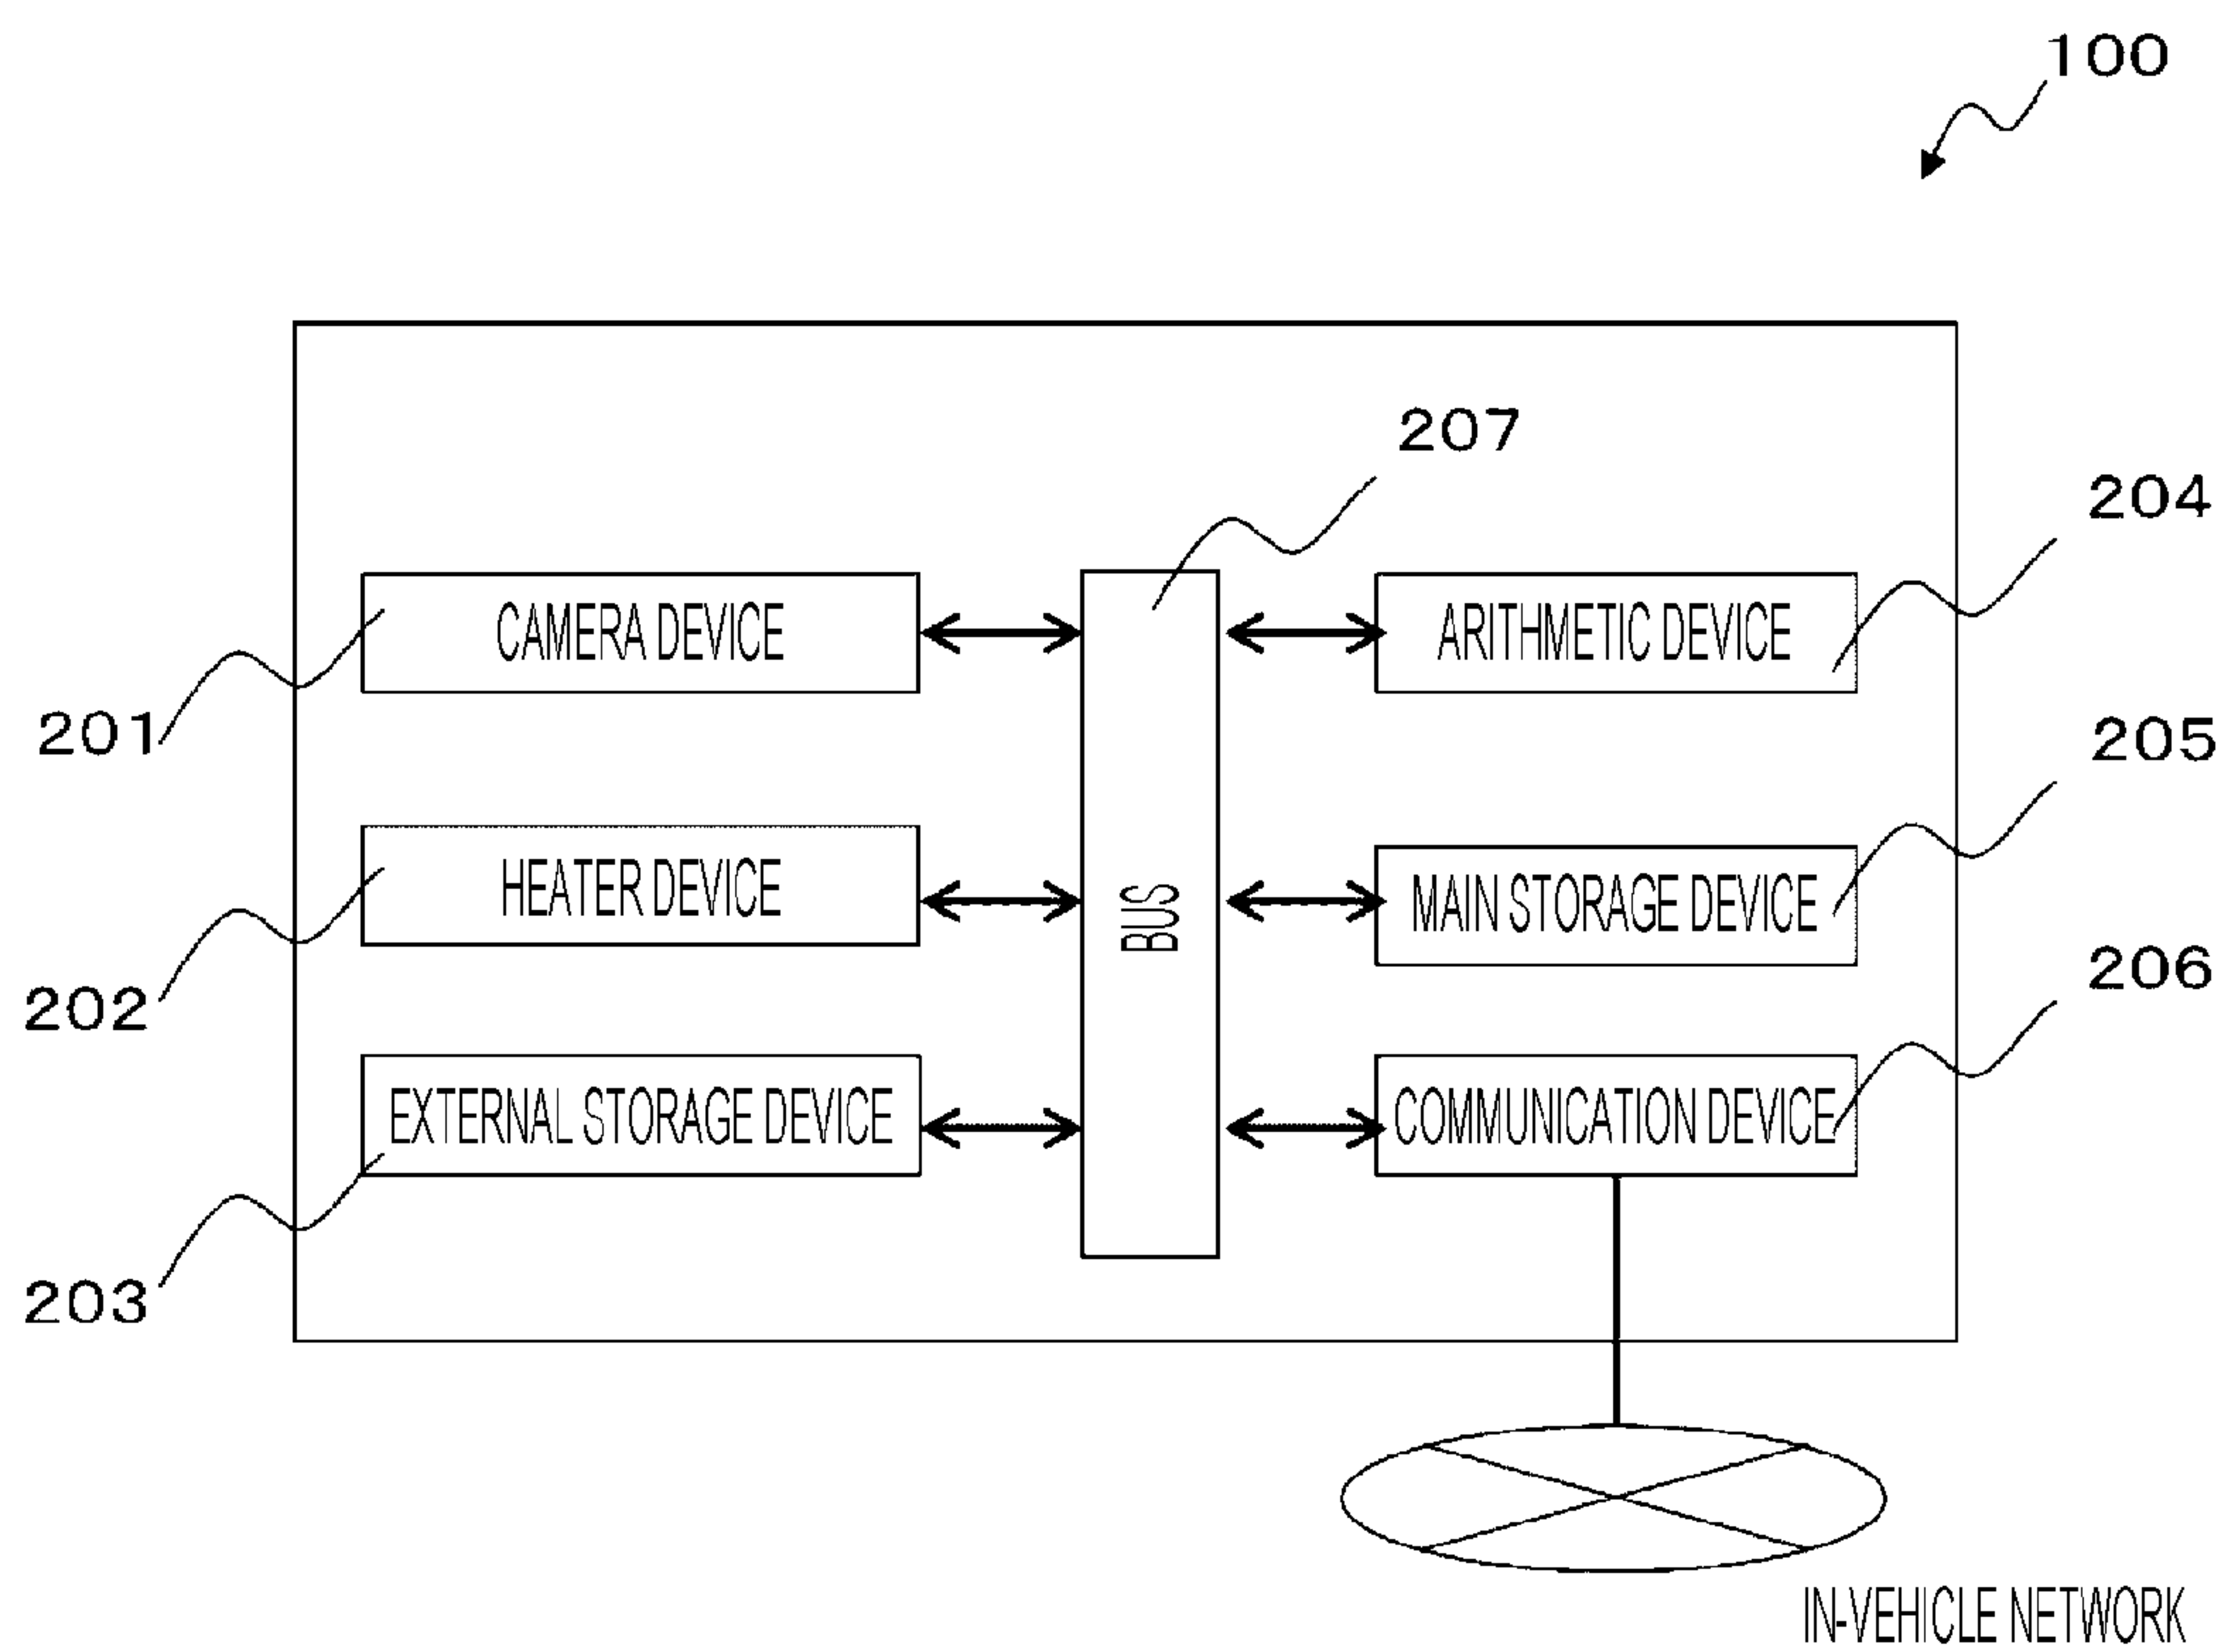 100
207
204
CAMERA DEVICE
ARITHMETIC DEVICE
201
205
HEATER DEVICE
BUS
MAIN STORAGE DEVICE
202
206
EXTERNAL STORAGE DEVICE
COMMUNICATION DEVICE
203
IN-VEHICLE NETWORK